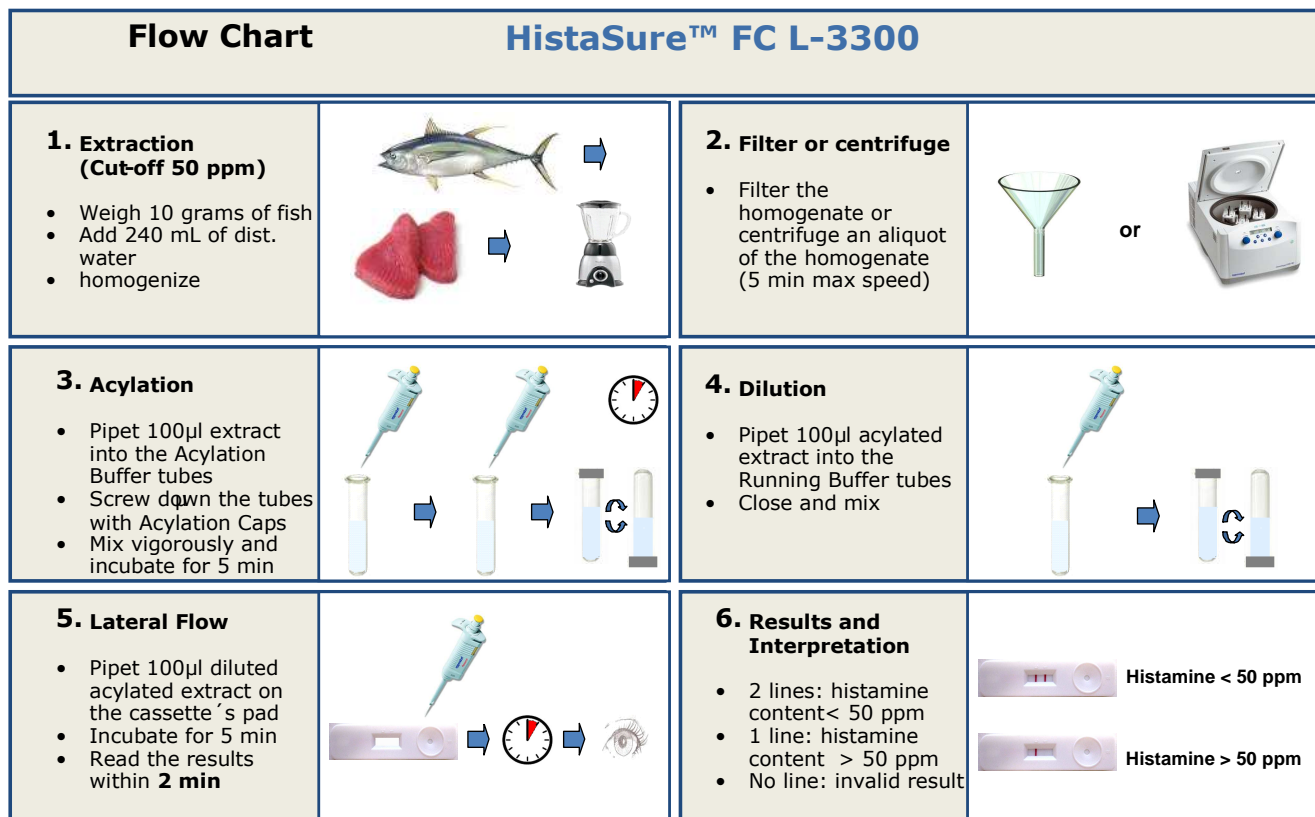 Flow Chart HistaSure™ FC L-3300
1. Extraction
(Cut-off 50 ppm)
• Weigh 10 grams of fish
• Add 240 mL of dist.
water
• homogenize
2. Filter or centrifuge
• Filter the
homogenate or
centrifuge an aliquot
of the homogenate
(5 min max speed)
or
3. Acylation
• Pipet 100µl extract
into the Acylation
Buffer tubes
• Screw down the tubes
with Acylation Caps
• Mix vigorously and
incubate for 5 min
4. Dilution
• Pipet 100µl acylated
extract into the
Running Buffer tubes
• Close and mix
5. Lateral Flow
• Pipet 100µl diluted
acylated extract on
the cassette´s pad
• Incubate for 5 min
• Read the results
within 2 min
6. Results and
Interpretation
• 2 lines: histamine
content< 50 ppm
• 1 line: histamine
content > 50 ppm
• No line: invalid result
Histamine < 50 ppm
Histamine > 50 ppm